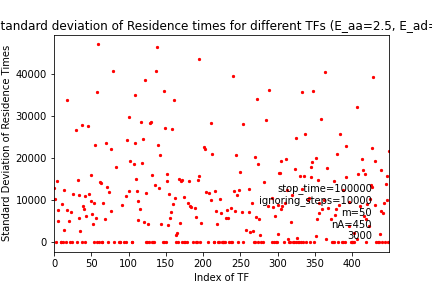 tandard deviation of Residence times for different TFs (E_aa=2.5, E_ad=
Standard Deviation of Residence Times
40000
30000
20000
10000
0
stop_time=100000
ignoring_steps=10000
m=50
nA=450
3000
0 50 100 150 200 250 300 350 400
Index of TF